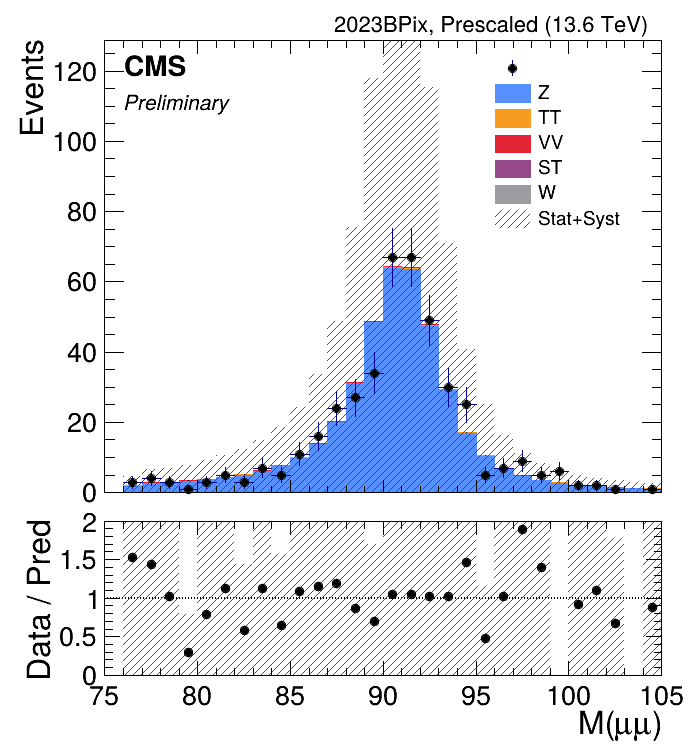 2023BPix, Prescaled (13.6 TeV)
Events
CMS
Preliminary
Z
TT
VV
ST
W
Stat+Syst
120
100
80
60
40
20
0
Data / Pred
2
1.5
1
0.5
0
75 80 85 90 95 100 105
M(μμ)